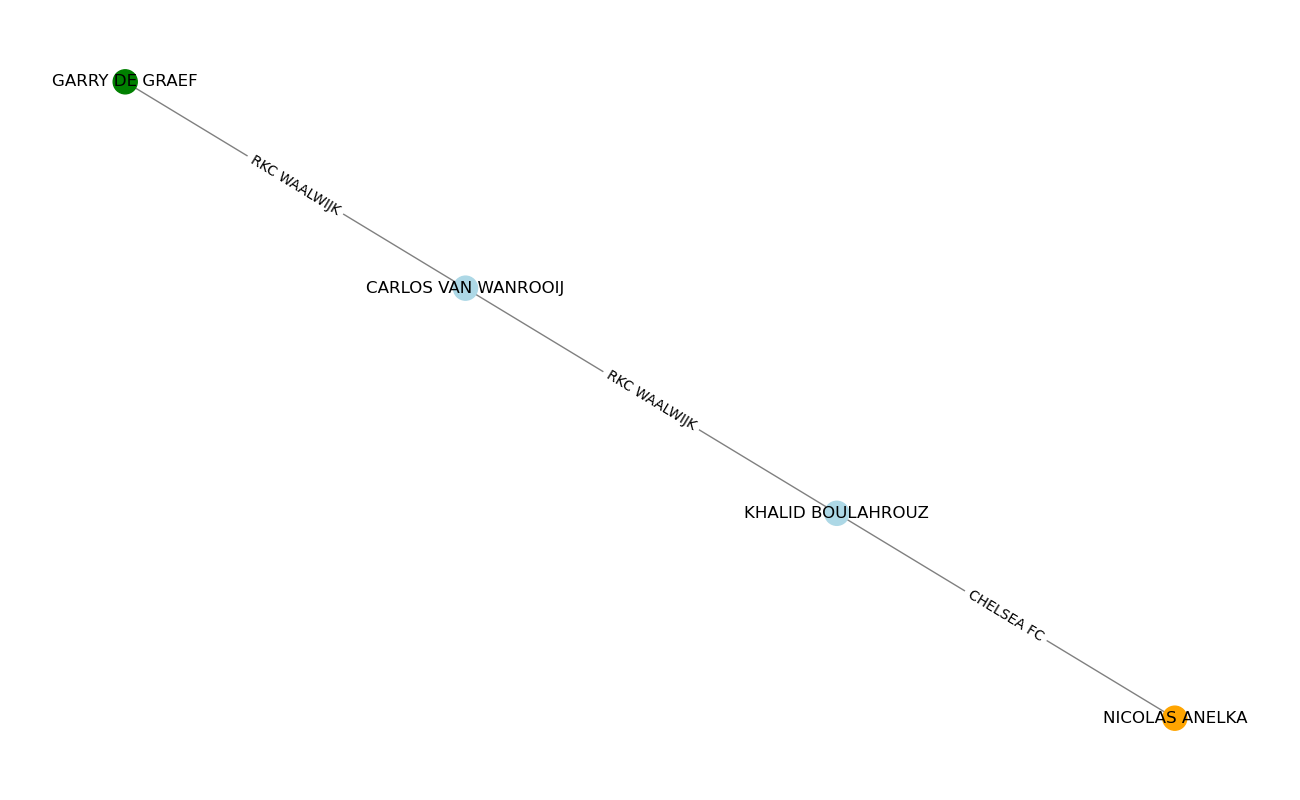 GARRY DE GRAEF
RKC WAALWIJK
CARLOS VAN WANROOIJ
RKC WAALWIJK
KHALID BOULAHROUZ
CHELSEA FC
NICOLAS ANELKA